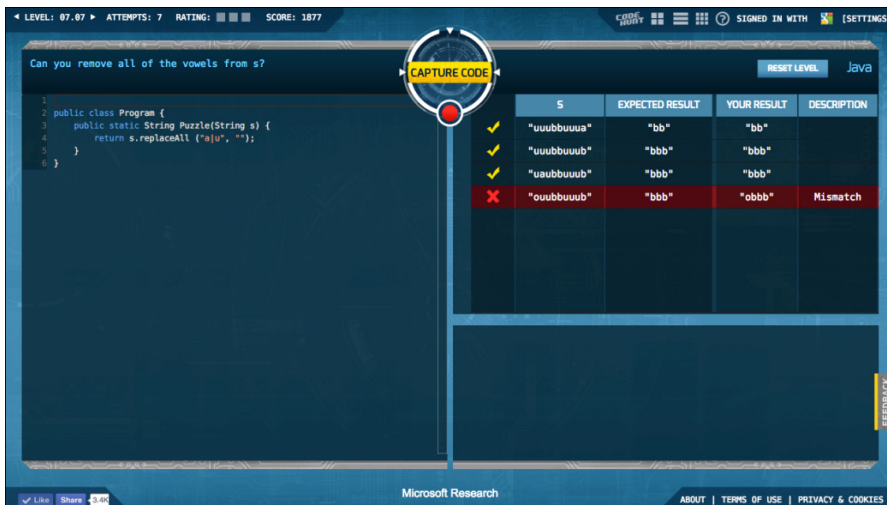 ◄ LEVEL: 07.07 ► ATTEMPTS: 7 RATING: SCORE: 1877
CODE HUNT ? SIGNED IN WITH [SETTINGS
Can you remove all of the vowels from s?
CAPTURE CODE
RESET LEVEL Java
1
2 public class Program {
3 public static String Puzzle(String s) {
4 return s.replaceAll ("a|u", "");
5 }
6 }
S EXPECTED RESULT YOUR RESULT DESCRIPTION
"uuubbuuua" "bb" "bb"
"uuubbuuub" "bbb" "bbb"
"uaubbuuub" "bbb" "bbb"
"ouubbuuub" "bbb" "obbb" Mismatch
FEEDBACK
Like Share 3.4K
Microsoft Research
ABOUT | TERMS OF USE | PRIVACY & COOKIES